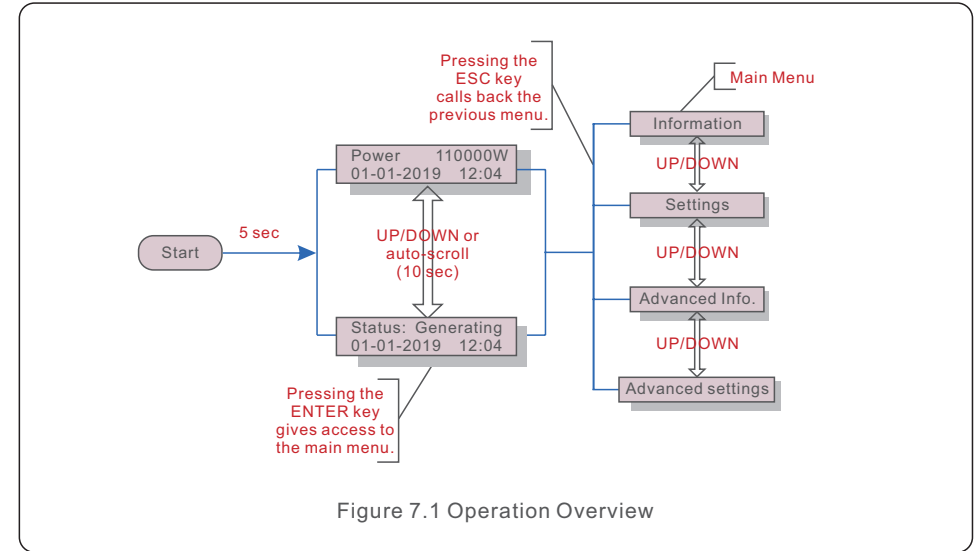 Pressing the
ESC key
calls back the
previous menu.
Main Menu
Information
UP/DOWN
Settings
UP/DOWN
Advanced Info.
UP/DOWN
Advanced settings
Power 110000W
01-01-2019 12:04
5 sec
Start
UP/DOWN or
auto-scroll
(10 sec)
Status: Generating
01-01-2019 12:04
Pressing the
ENTER key
gives access to
the main menu.
Figure 7.1 Operation Overview